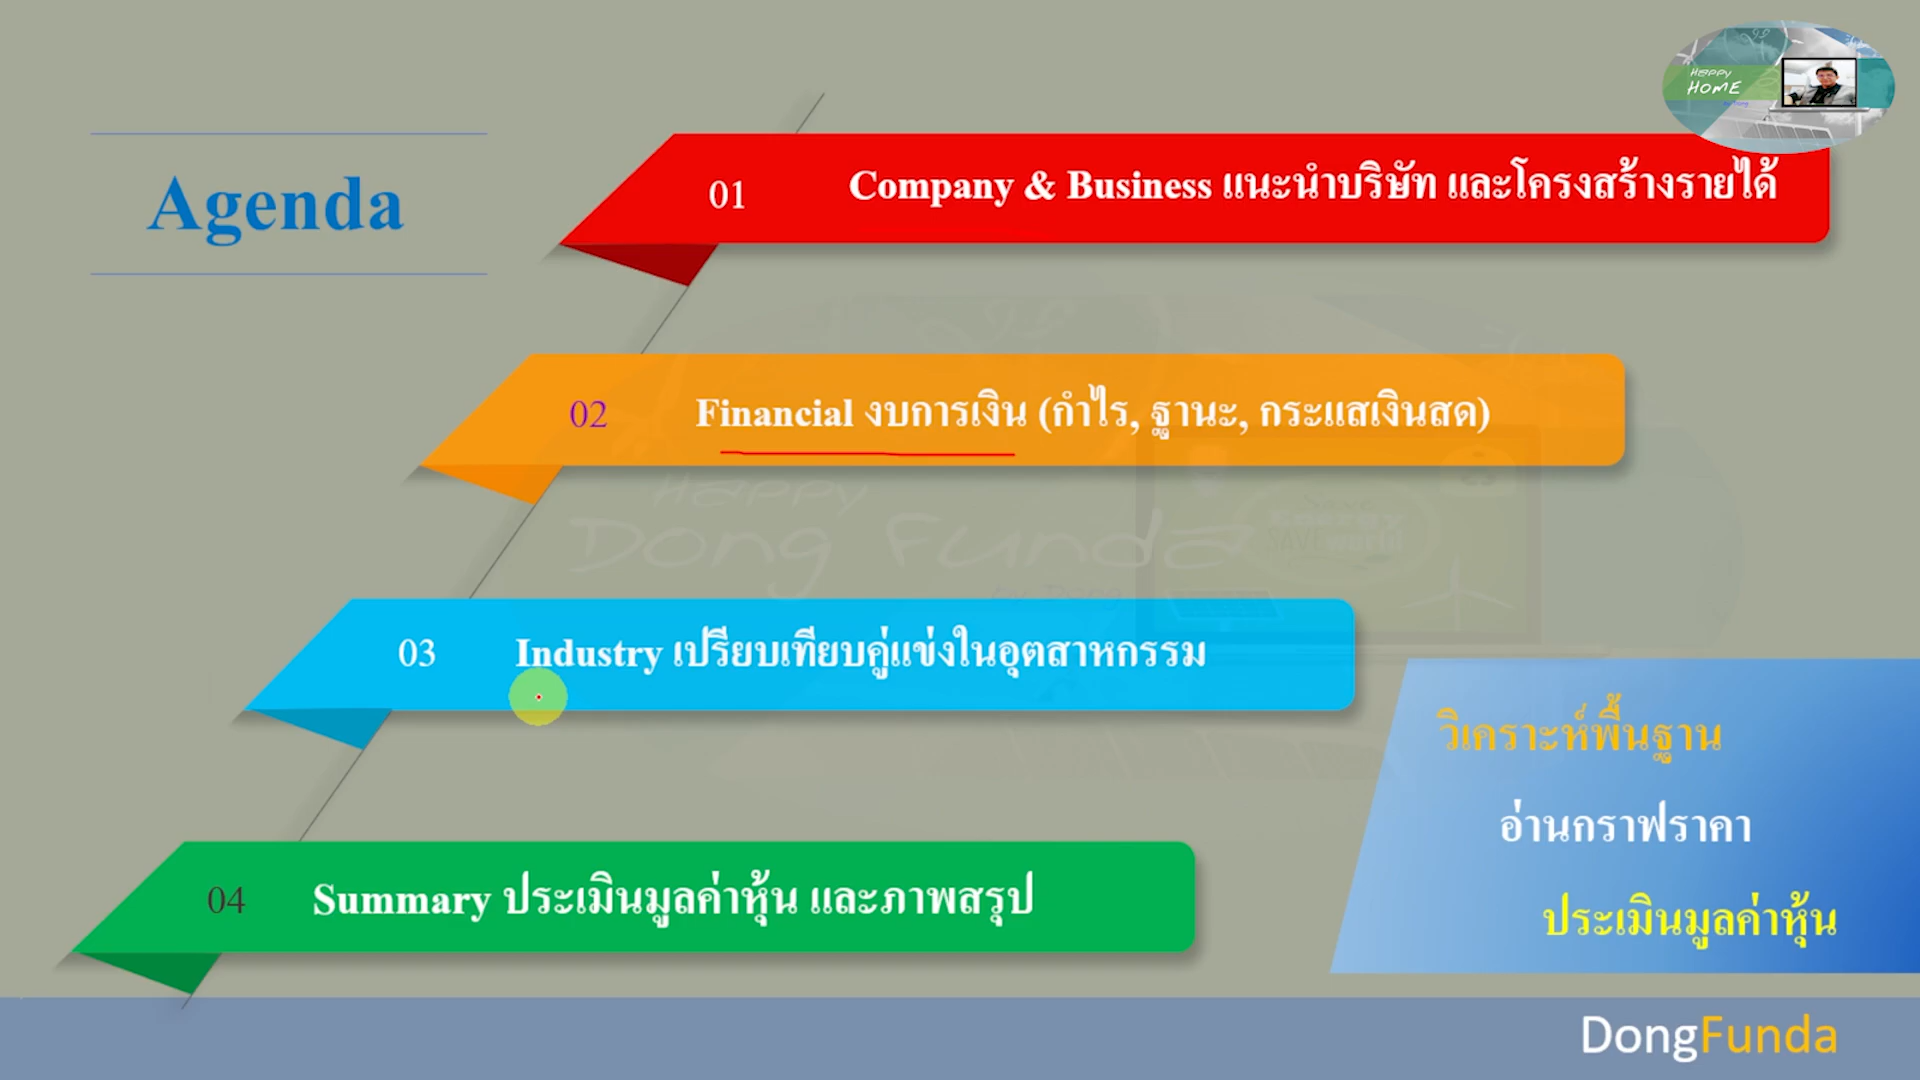 Happy
HOME
Agenda
01
Company & Business แนะนำบริษัท และโครงสร้างรายได้
02
Financial งบการเงิน (กำไร, ฐานะ, กระแสเงินสด)
Happy
Dong Funda
by Dong
03
Industry เปรียบเทียบคู่แข่งในอุตสาหกรรม
04
Summary ประเมินมูลค่าหุ้น และภาพสรุป
วิเคราะห์พื้นฐาน
อ่านกราฟราคา
ประเมินมูลค่าหุ้น
DongFunda